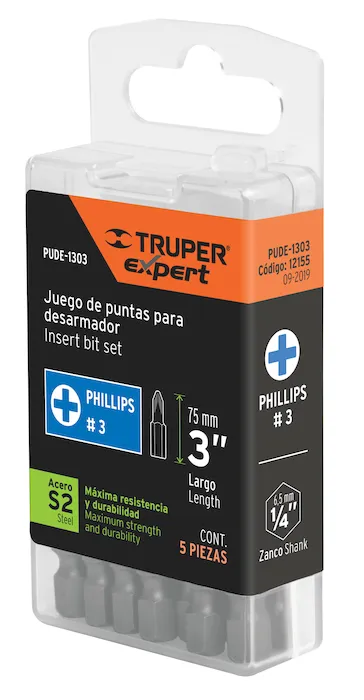 PUDE-1303
TRUPER®
expert
Juego de puntas para
desarmador
Insert bit set
PHILLIPS
# 3
75 mm
3"
Largo
Length
Acero
S2
Steel
Máxima resistencia
y durabilidad
Maximum strength
and durability
CONT.
5 PIEZAS
PUDE-1303
Código: 12155
09-2019
PHILLIPS
# 3
6,5 mm
1/4"
Zanco Shank